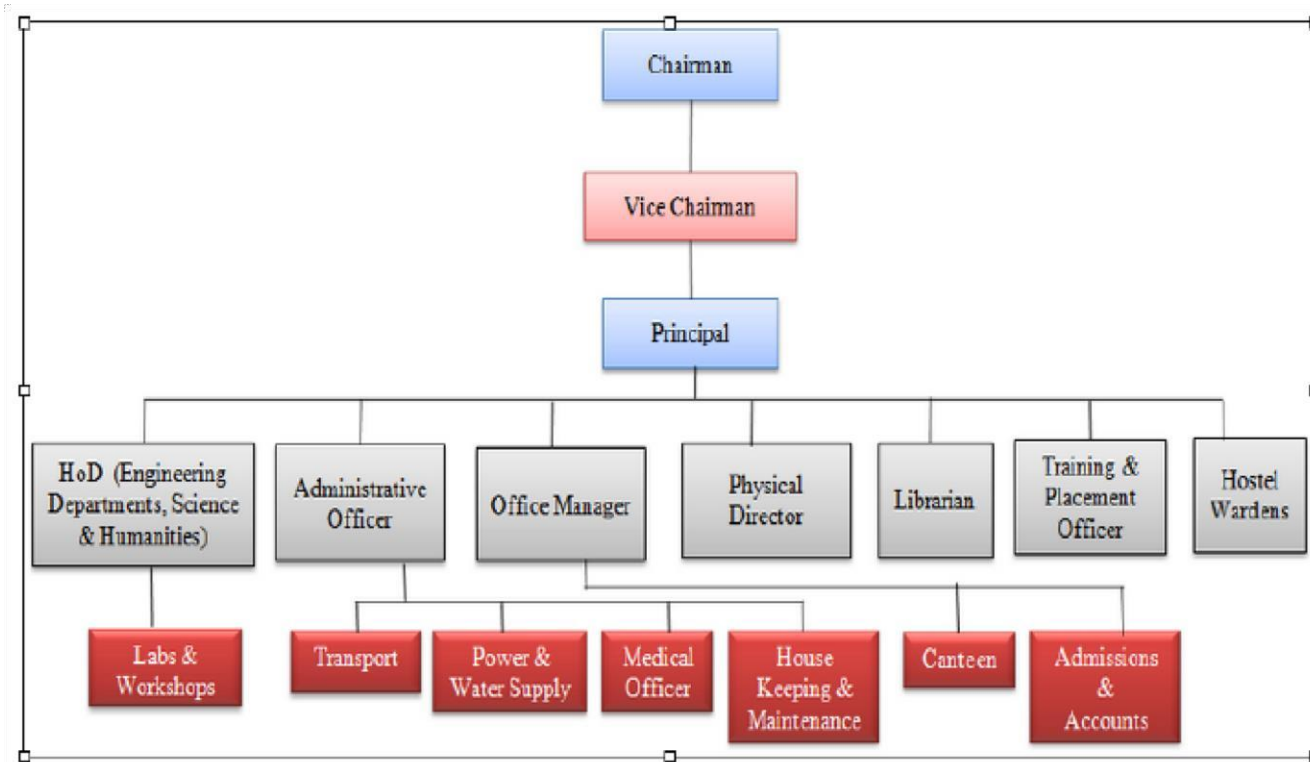 Chairman
Vice Chairman
Principal
HoD (Engineering
Departments, Science
& Humanities)
Administrative
Officer
Office Manager
Physical
Director
Librarian
Training &
Placement
Officer
Hostel
Wardens
Labs &
Workshops
Transport
Power &
Water Supply
Medical
Officer
House
Keeping &
Maintenance
Canteen
Admissions
&
Accounts